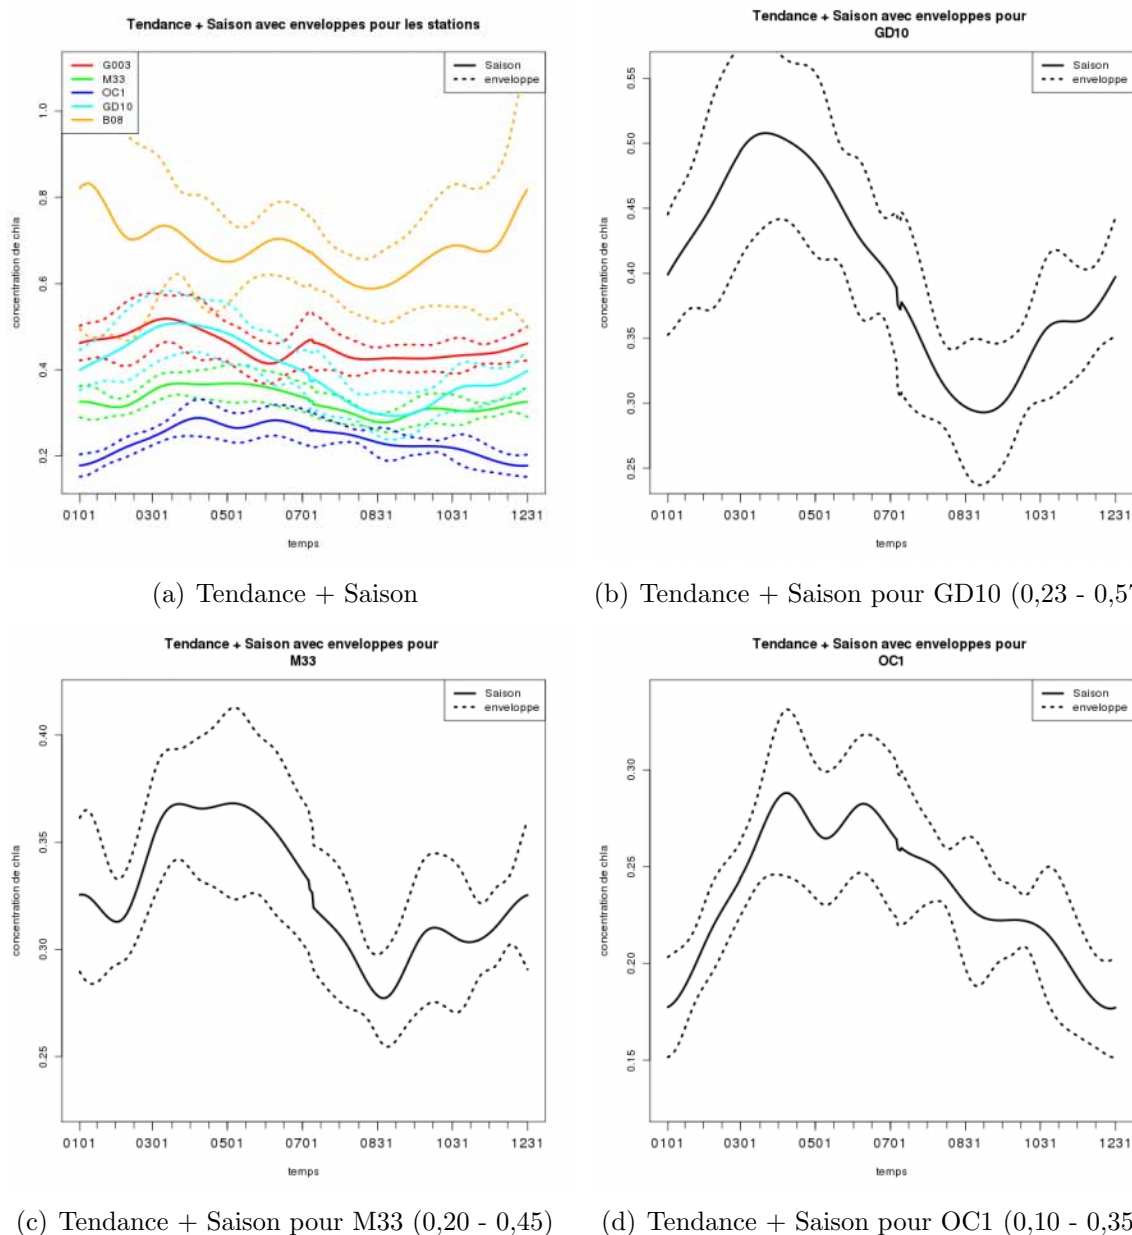 Tendance + Saison avec enveloppes pour les stations
G003
M33
OC1
GD10
B08
Saison
enveloppe
concentration de chla
0.2 0.4 0.6 0.8 1.0
0101 0301 0501 0701 0831 1031 1231
temps
(a) Tendance + Saison
Tendance + Saison avec enveloppes pour
GD10
Saison
enveloppe
concentration de chla
0.25 0.30 0.35 0.40 0.45 0.50 0.55
0101 0301 0501 0701 0831 1031 1231
temps
(b) Tendance + Saison pour GD10 (0,23 - 0,57
Tendance + Saison avec enveloppes pour
M33
Saison
enveloppe
concentration de chla
0.25 0.30 0.35 0.40
0101 0301 0501 0701 0831 1031 1231
temps
(c) Tendance + Saison pour M33 (0,20 - 0,45)
Tendance + Saison avec enveloppes pour
OC1
Saison
enveloppe
concentration de chla
0.15 0.20 0.25 0.30
0101 0301 0501 0701 0831 1031 1231
temps
(d) Tendance + Saison pour OC1 (0,10 - 0,35